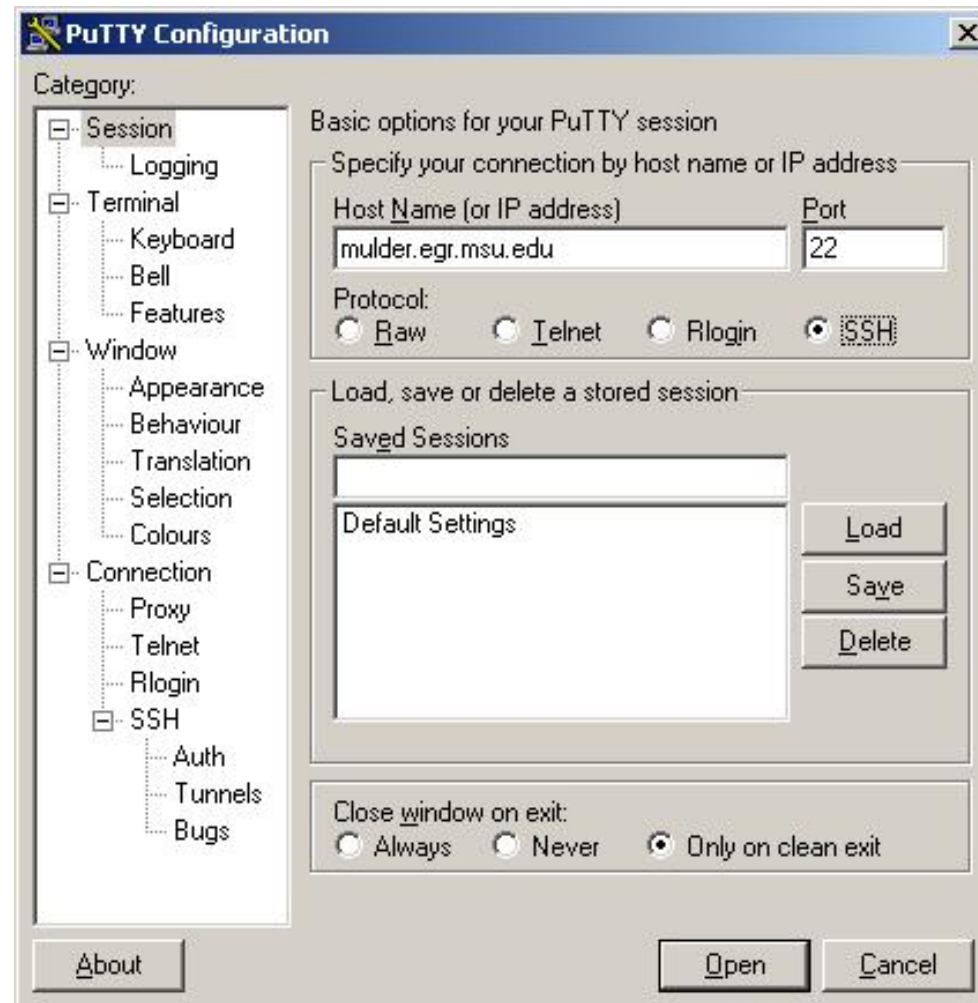 PuTTY Configuration
Category:
Session
Logging
Terminal
Keyboard
Bell
Features
Window
Appearance
Behaviour
Translation
Selection
Colours
Connection
Proxy
Telnet
Rlogin
SSH
Auth
Tunnels
Bugs
Basic options for your PuTTY session
Specify your connection by host name or IP address
Host Name (or IP address) Port
mulder.egr.msu.edu 22
Protocol:
Raw Telnet Rlogin SSH
Load, save or delete a stored session
Saved Sessions
Default Settings
Load
Save
Delete
Close window on exit:
Always Never Only on clean exit
About Open Cancel